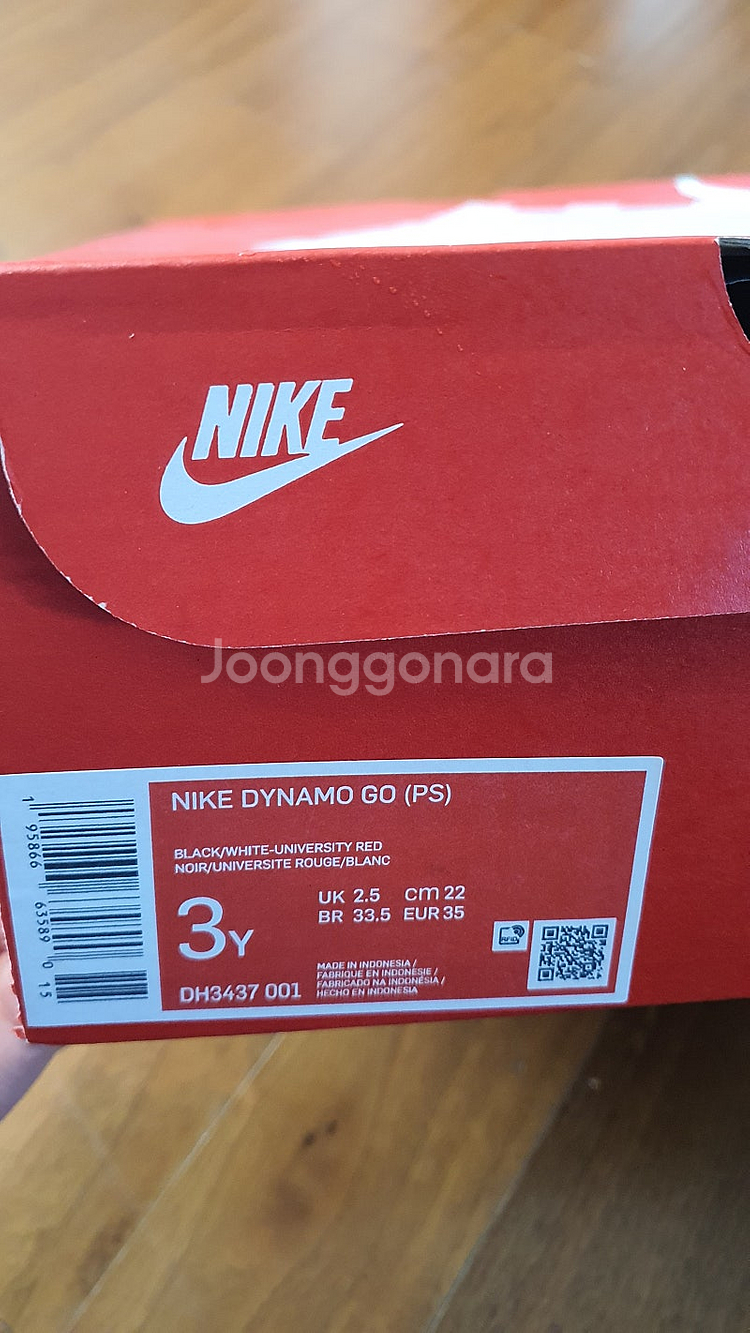 NIKE
Joonggonara
NIKE DYNAMO GO (PS)
BLACK/WHITE-UNIVERSITY RED
NOIR/UNIVERSITE ROUGE/BLANC
3Y
UK 2.5 cm 22
BR 33.5 EUR 35
RFID
DH3437 001
MADE IN INDONESIA /
FABRIQUE EN INDONESIE /
FABRICADO NA INDONÉSIA /
HECHO EN INDONESIA
1 95866 63589 0 15